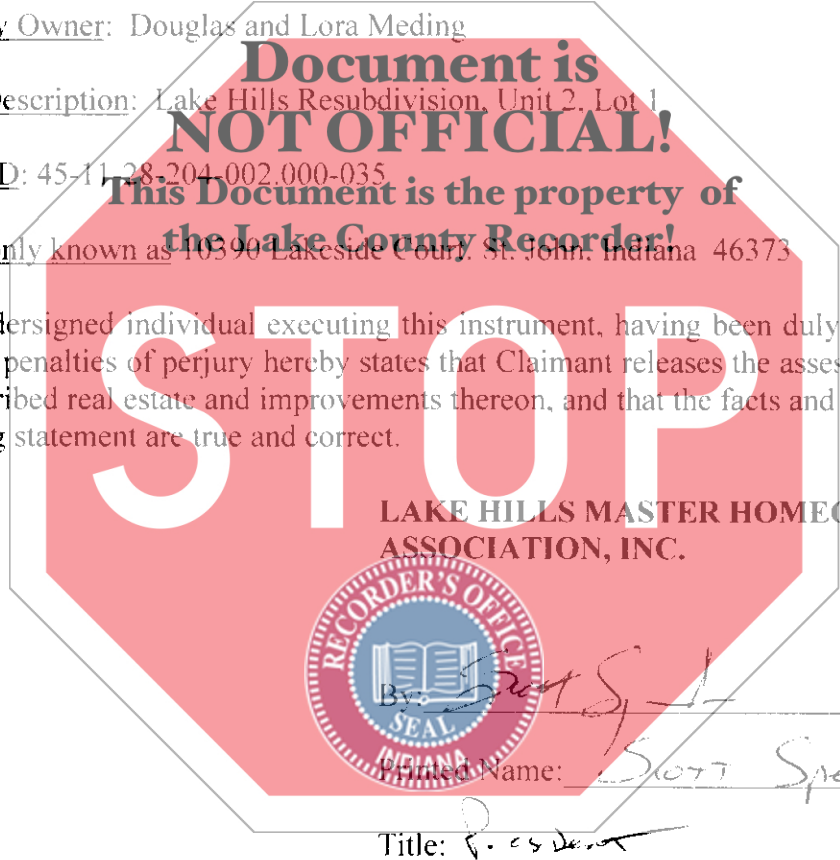 y Owner: Douglas and Lora Meding
Document is
escription: Lake Hills Resubdivision, Unit 2, Lot 1
NOT OFFICIAL!
D: 45-11-28-204-002.000-035
This Document is the property of
the Lake County Recorder!
nly known as 10390 Lakeside Court, St. John, Indiana 46373
dersigned individual executing this instrument, having been duly
penalties of perjury hereby states that Claimant releases the asses
ribed real estate and improvements thereon, and that the facts and
g statement are true and correct.
STOP
LAKE HILLS MASTER HOMEO
ASSOCIATION, INC.
RECORDER'S OFFICE
SEAL
INDIANA
By:
Printed Name: Scott Spe
Title: President